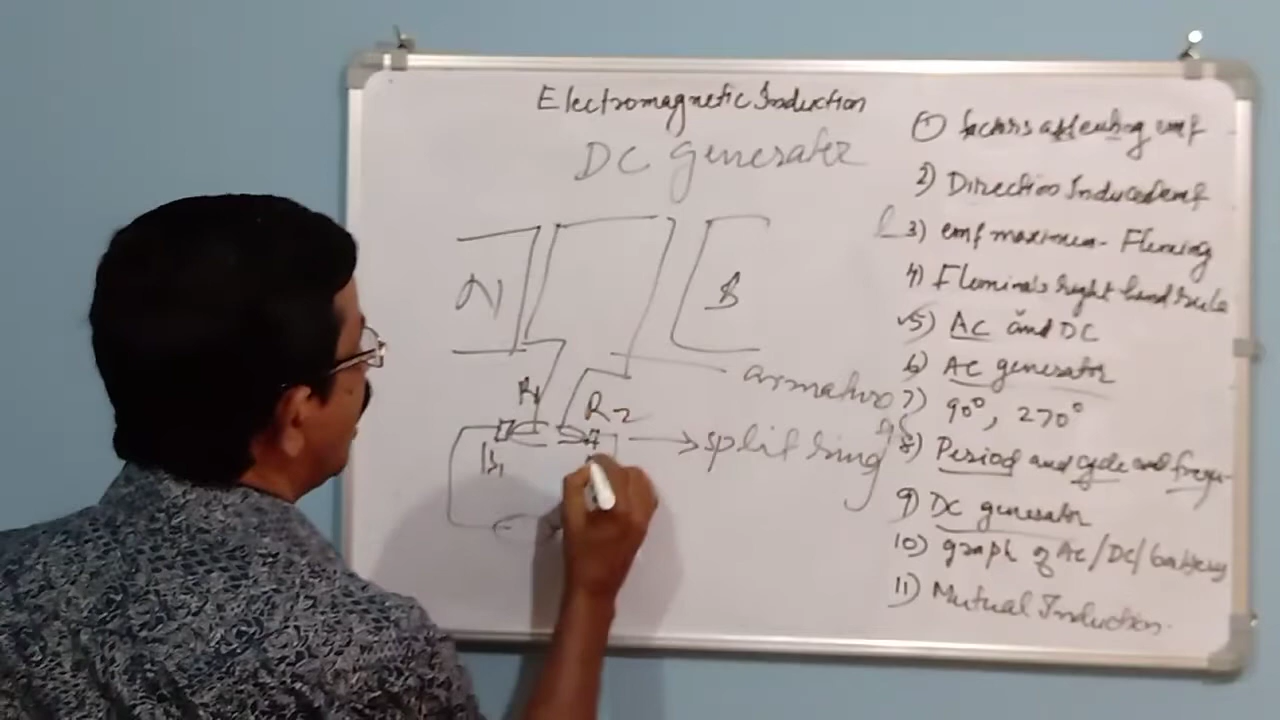 Electromagnetic Induction
DC generator
N
S
R1
R2
B1
armature
split ring
1) factors affecting emf
2) Direction Induced emf
3) emf maximum - Fleming
4) Fleming's right hand rule
5) AC and DC
6) AC generator
7) 90°, 270°
8) Period and cycle and frequ-
9) DC generator
10) graph of AC/DC/battery
11) Mutual Induction.